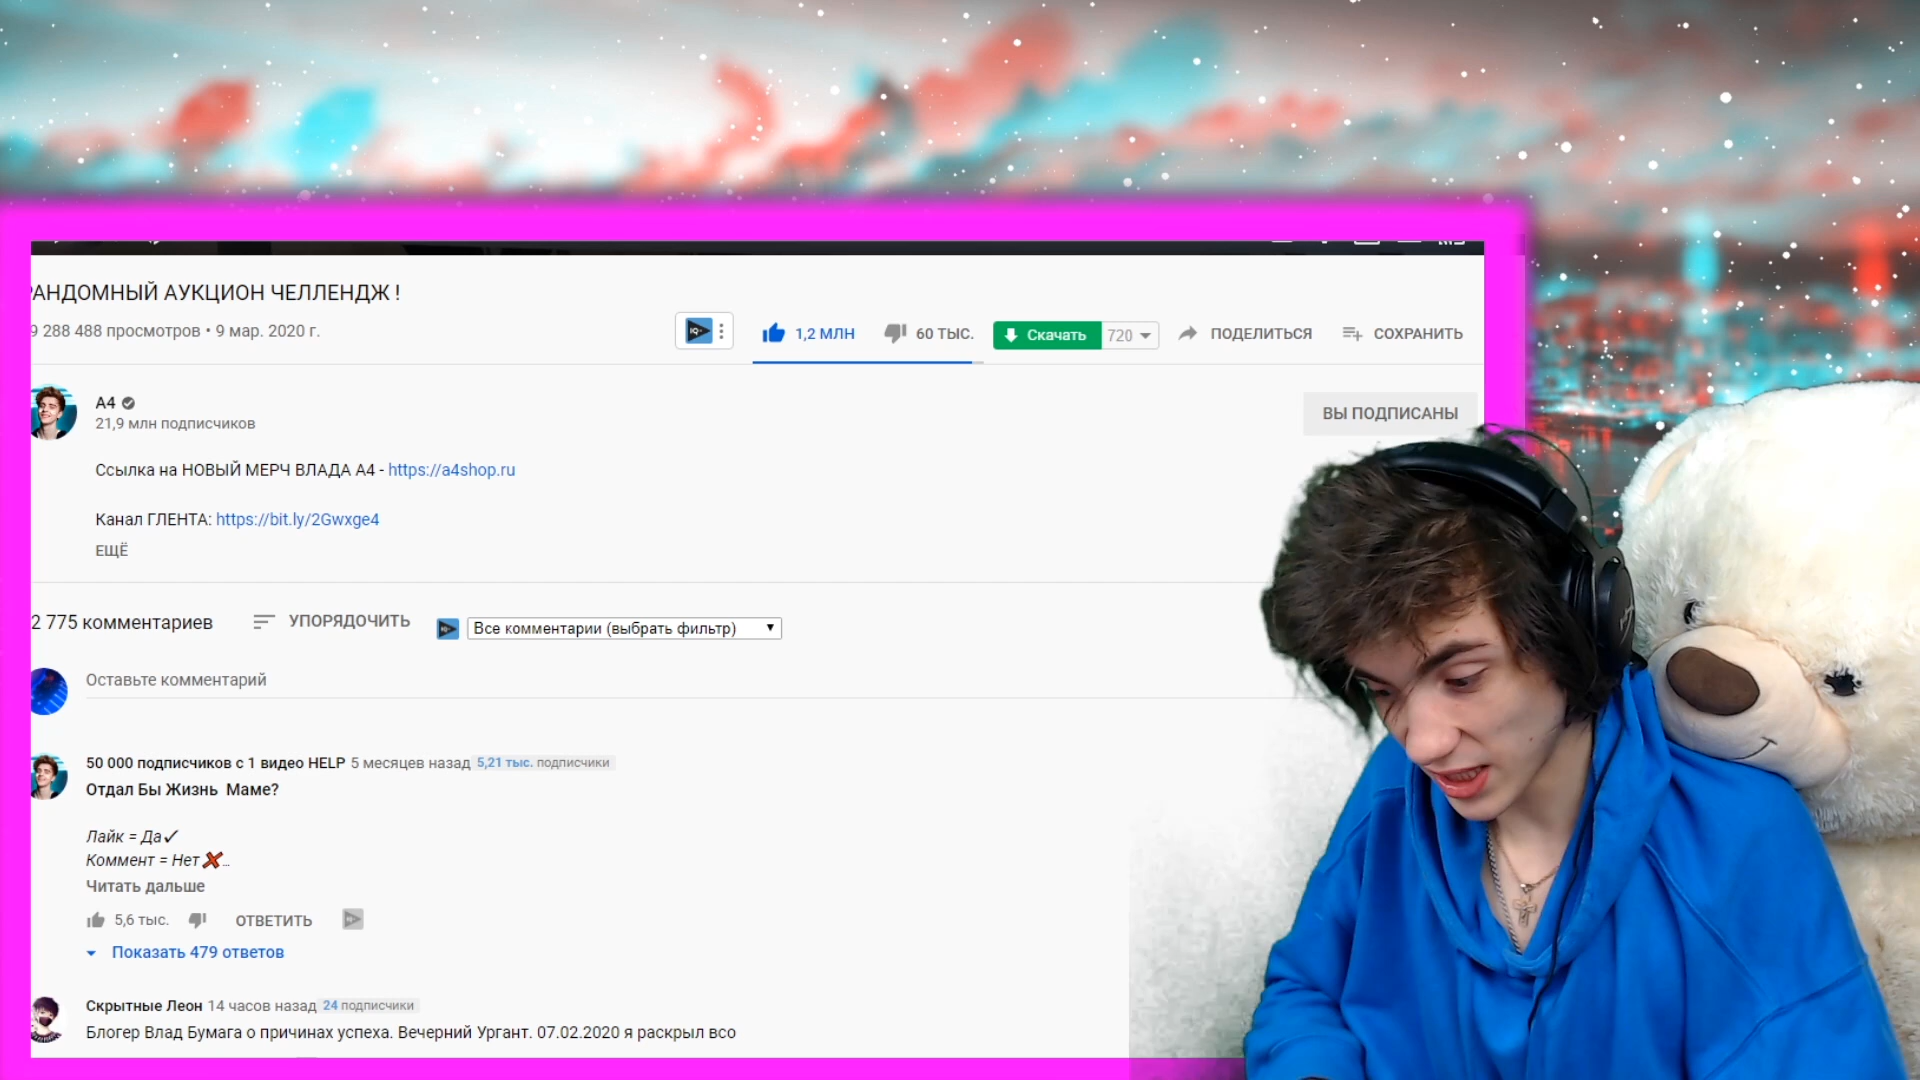 РАНДОМНЫЙ АУКЦИОН ЧЕЛЛЕНДЖ !
9 288 488 просмотров • 9 мар. 2020 г.
1,2 МЛН
60 ТЫС.
Скачать
720
ПОДЕЛИТЬСЯ
СОХРАНИТЬ
A4
21,9 млн подписчиков
ВЫ ПОДПИСАНЫ
Ссылка на НОВЫЙ МЕРЧ ВЛАДА А4 - https://a4shop.ru
Канал ГЛЕНТА: https://bit.ly/2Gwxge4
ЕЩЁ
2 775 комментариев
УПОРЯДОЧИТЬ
Все комментарии (выбрать фильтр)
Оставьте комментарий
50 000 подписчиков с 1 видео HELP 5 месяцев назад 5,21 тыс. подписчики
Отдал Бы Жизнь Маме?
Лайк = Да✓
Коммент = Нет ✗...
Читать дальше
5,6 тыс.
ОТВЕТИТЬ
Показать 479 ответов
Скрытные Леон 14 часов назад 24 подписчики
Блогер Влад Бумага о причинах успеха. Вечерний Ургант. 07.02.2020 я раскрыл всо